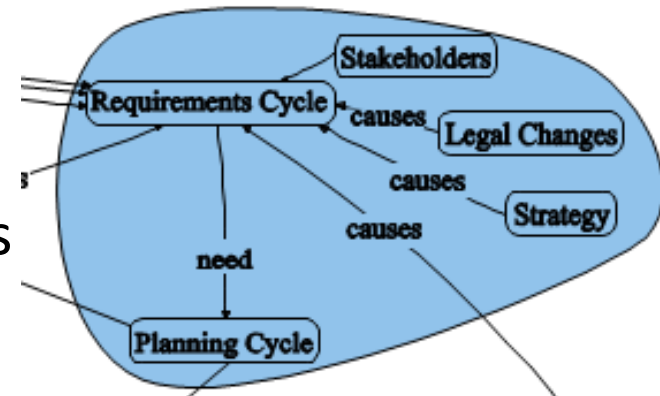 Stakeholders
Requirements Cycle
causes
Legal Changes
causes
s
Strategy
causes
s
need
Planning Cycle